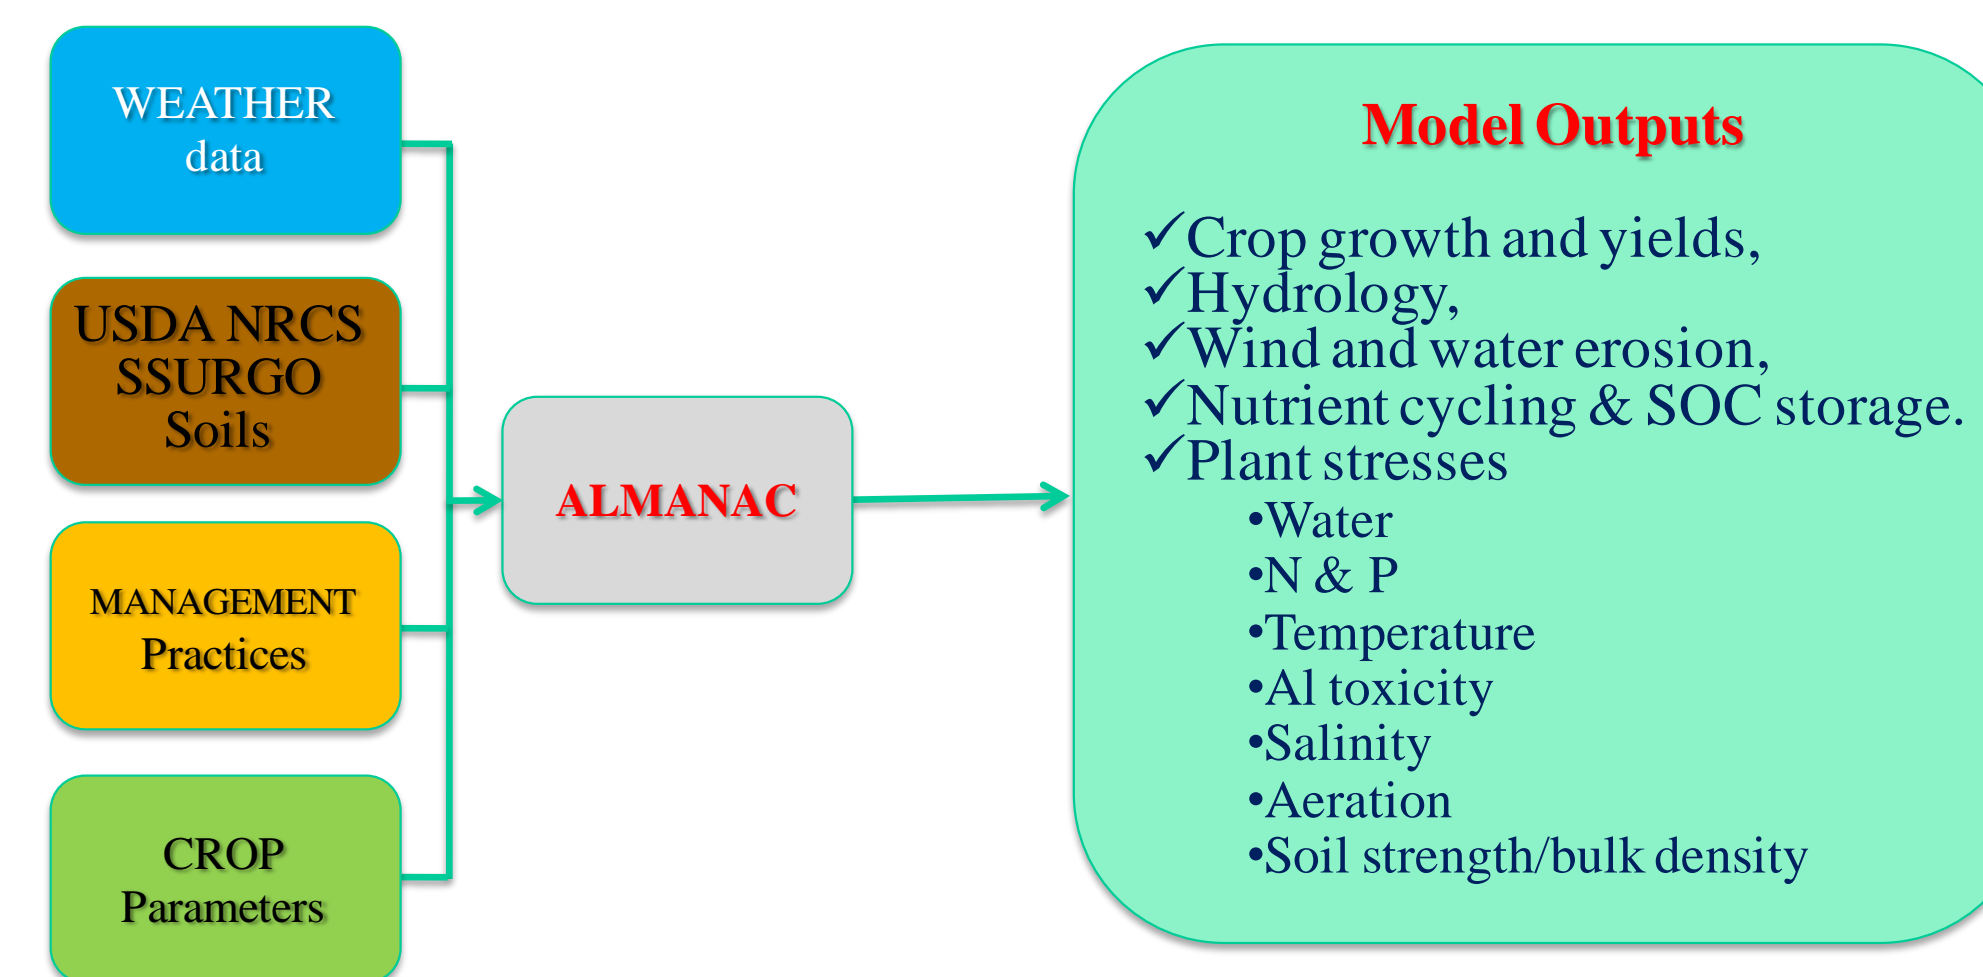 WEATHER
data
USDA NRCS
SSURGO
Soils
MANAGEMENT
Practices
CROP
Parameters
ALMANAC
Model Outputs
✓Crop growth and yields,
✓Hydrology,
✓Wind and water erosion,
✓Nutrient cycling & SOC storage.
✓Plant stresses
•Water
•N & P
•Temperature
•Al toxicity
•Salinity
•Aeration
•Soil strength/bulk density